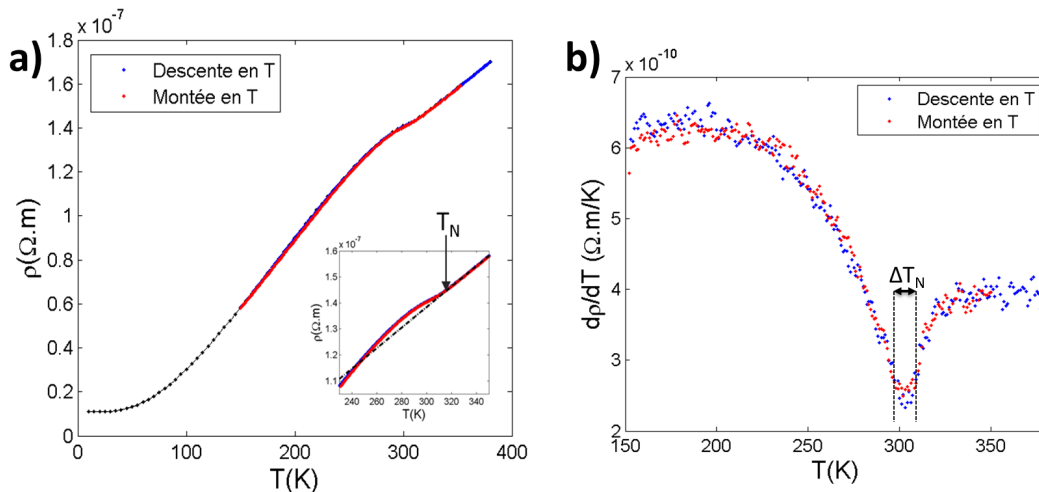 a)
× 10⁻⁷
1.8
1.6
1.4
1.2
1
0.8
0.6
0.4
0.2
0
ρ(Ω.m)
Descente en T
Montée en T
0
100
200
300
400
T(K)
T_N
× 10⁻⁷
1.6
1.5
1.4
1.3
1.2
1.1
ρ(Ω.m)
240
260
280
300
320
340
T(K)
b)
× 10⁻¹⁰
7
6
5
4
3
2
dρ/dT (Ω.m/K)
Descente en T
Montée en T
ΔT_N
150
200
250
300
350
T(K)